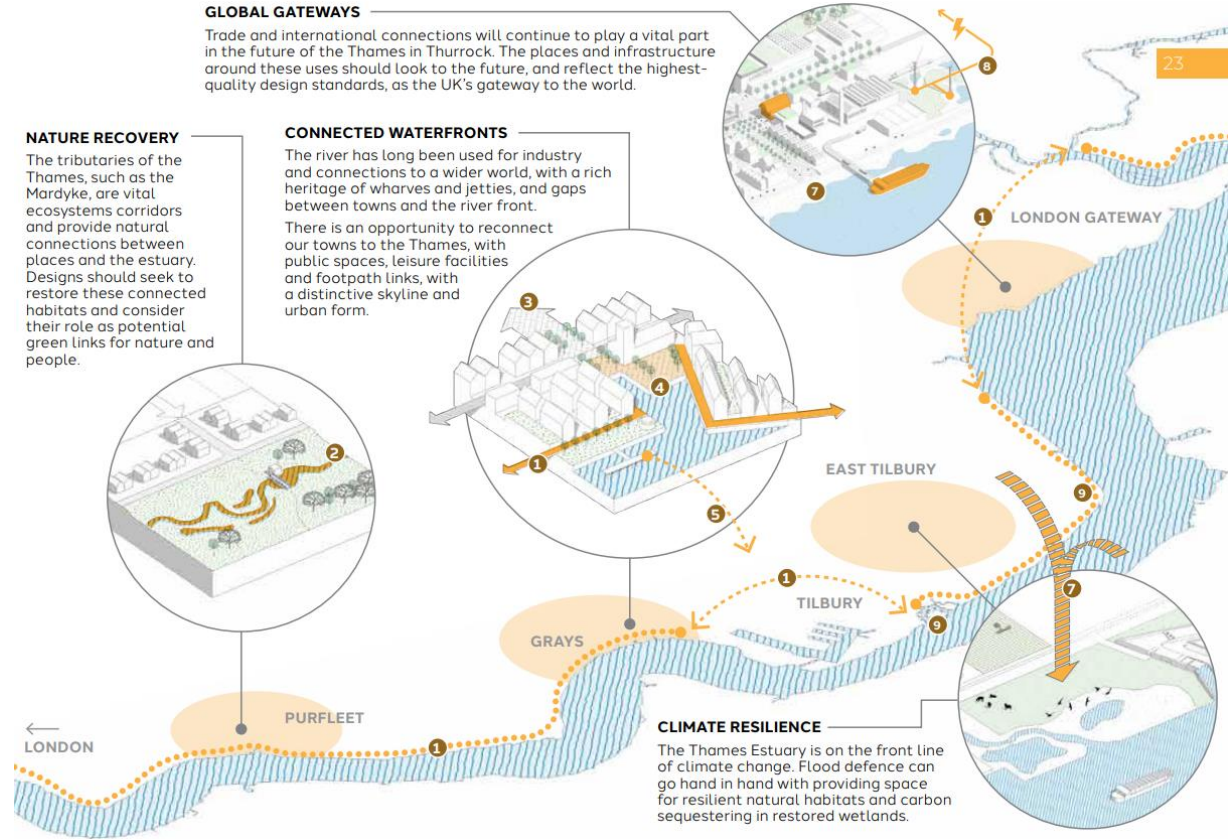 GLOBAL GATEWAYS
Trade and international connections will continue to play a vital part
in the future of the Thames in Thurrock. The places and infrastructure
around these uses should look to the future, and reflect the highest-
quality design standards, as the UK's gateway to the world.
8
23
NATURE RECOVERY
The tributaries of the
Thames, such as the
Mardyke, are vital
ecosystems corridors
and provide natural
connections between
places and the estuary.
Designs should seek to
restore these connected
habitats and consider
their role as potential
green links for nature and
people.
CONNECTED WATERFRONTS
The river has long been used for industry
and connections to a wider world, with a rich
heritage of wharves and jetties, and gaps
between towns and the river front.
There is an opportunity to reconnect
our towns to the Thames, with
public spaces, leisure facilities
and footpath links, with
a distinctive skyline and
urban form.
7
1
LONDON GATEWAY
3
4
2
1
5
EAST TILBURY
9
1
7
TILBURY
9
GRAYS
PURFLEET
1
LONDON
CLIMATE RESILIENCE
The Thames Estuary is on the front line
of climate change. Flood defence can
go hand in hand with providing space
for resilient natural habitats and carbon
sequestering in restored wetlands.